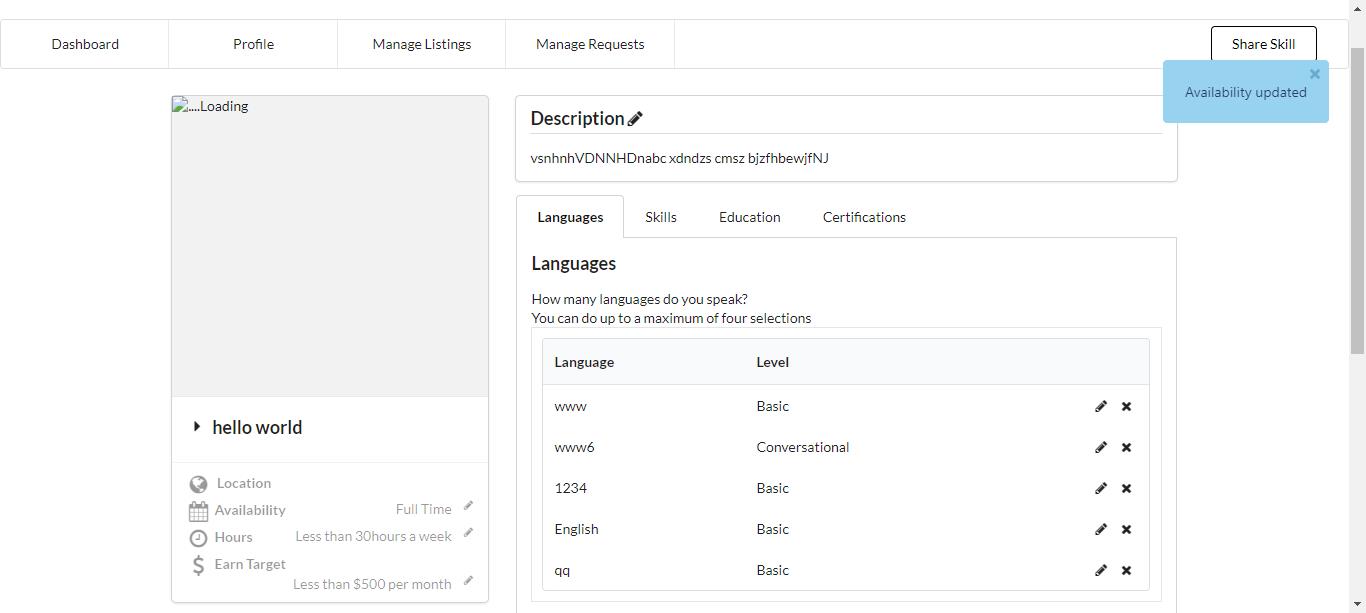 Dashboard
Profile
Manage Listings
Manage Requests
Share Skill
Availability updated
....Loading
hello world
Location
Availability
Full Time
Hours
Less than 30hours a week
Earn Target
Less than $500 per month
Description
vsnhnhVDNNHDnabc xdndzs cmsz bjzfhbewjfNJ
Languages
Skills
Education
Certifications
Languages
How many languages do you speak?
You can do up to a maximum of four selections
Language Level
www Basic
www6 Conversational
1234 Basic
English Basic
qq Basic